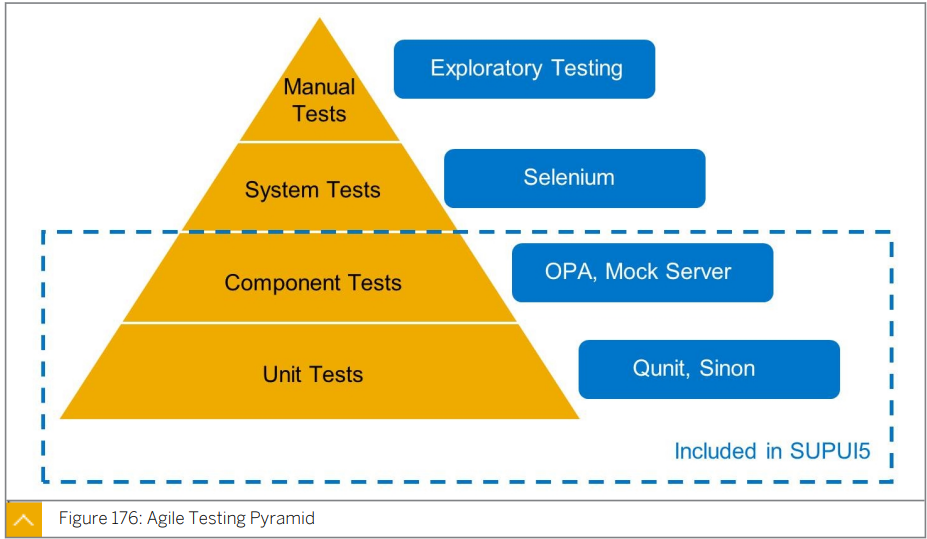 Manual
Tests
Exploratory Testing
System Tests
Selenium
Component Tests
OPA, Mock Server
Unit Tests
Qunit, Sinon
Included in SUPUI5
Figure 176: Agile Testing Pyramid